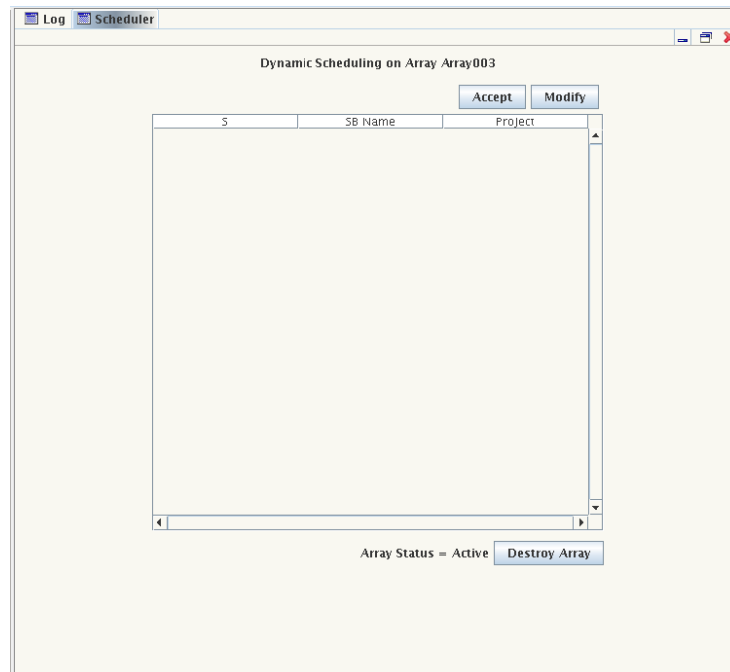 Log Scheduler
Dynamic Scheduling on Array Array003
Accept Modify
S SB Name Project
Array Status = Active Destroy Array